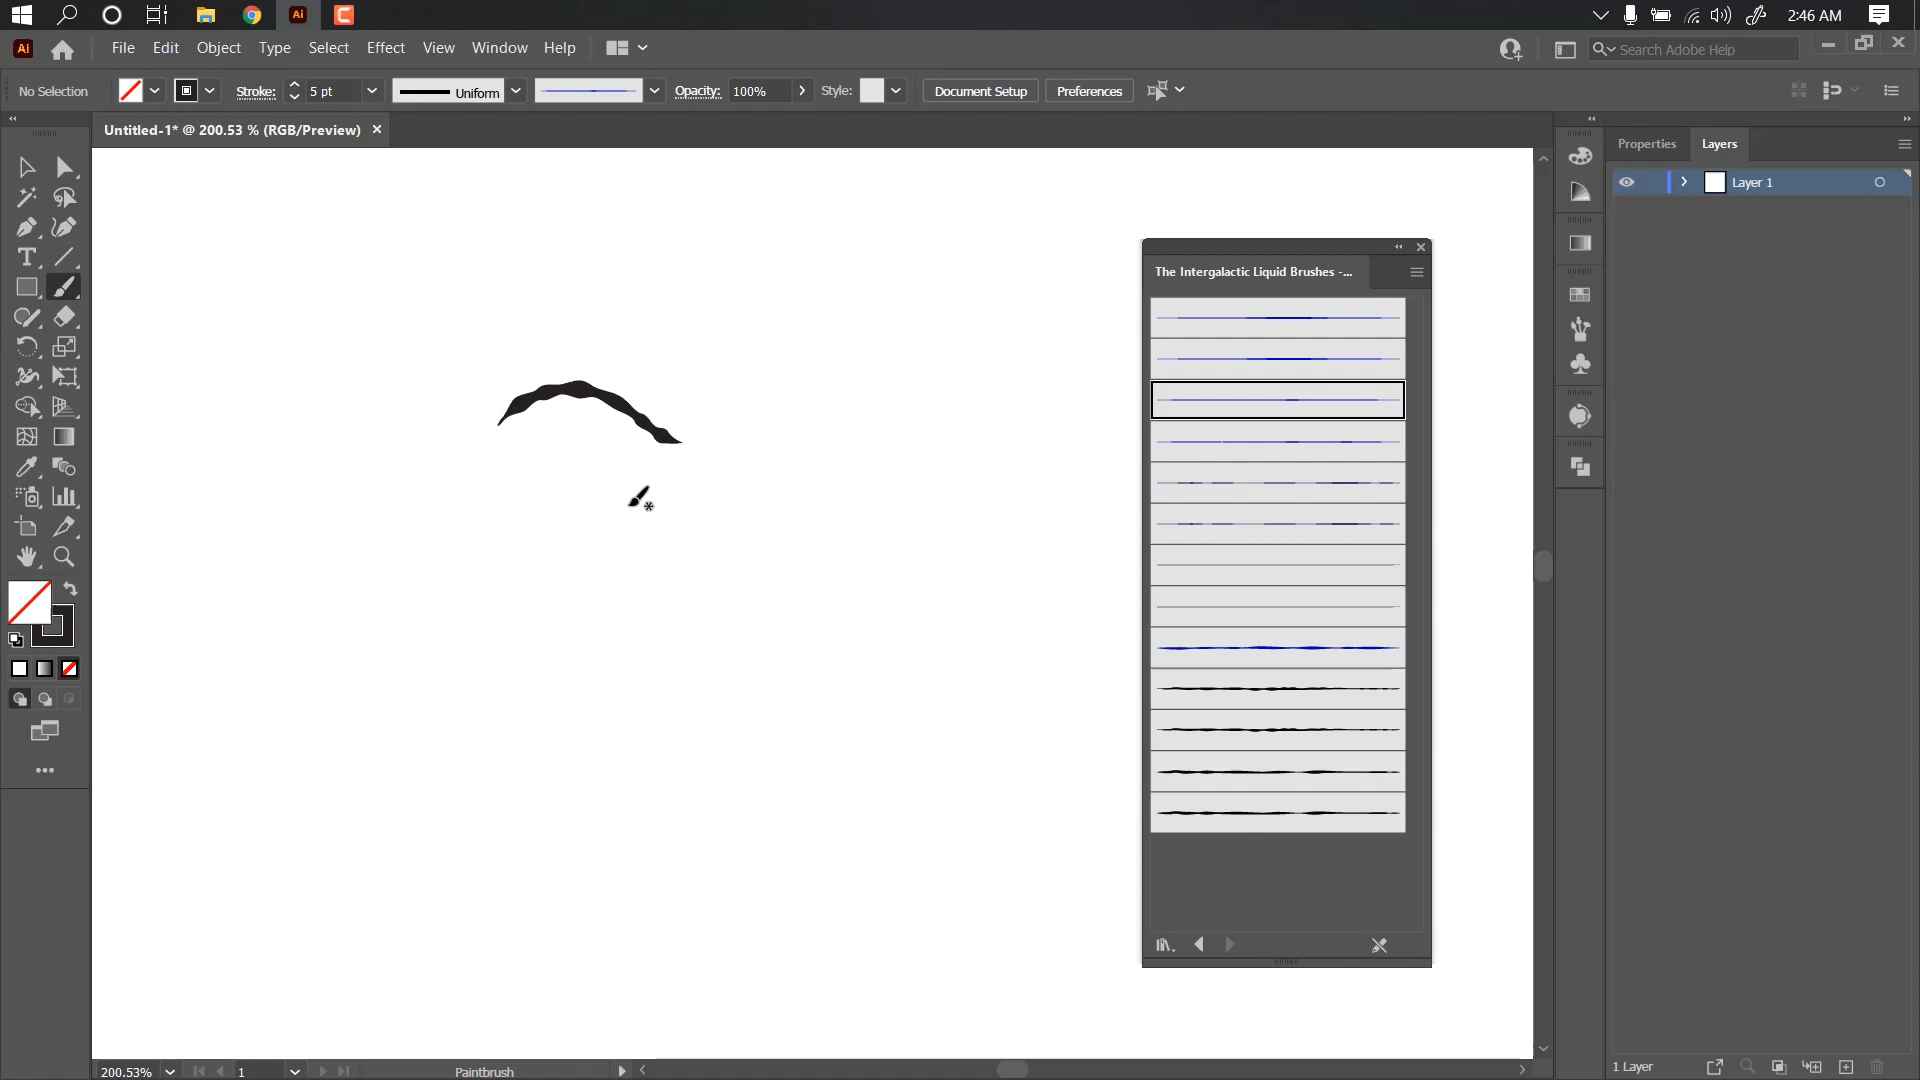 Ai
2:46 AM
Ai
File Edit Object Type Select Effect View Window Help
Search Adobe Help
No Selection
Stroke: 5 pt
Uniform
Opacity: 100%
Style:
Document Setup
Preferences
Untitled-1* @ 200.53 % (RGB/Preview)
Properties
Layers
Layer 1
The Intergalactic Liquid Brushes -...
T
200.53%
1
Paintbrush
1 Layer